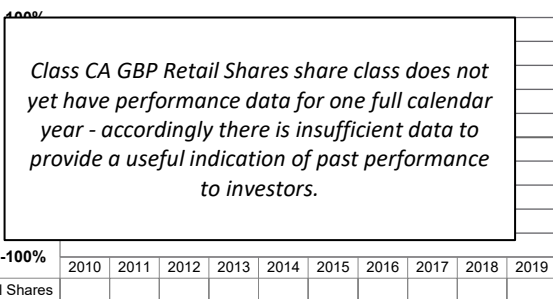 100%
Class CA GBP Retail Shares share class does not
yet have performance data for one full calendar
year - accordingly there is insufficient data to
provide a useful indication of past performance
to investors.
-100%
2010 2011 2012 2013 2014 2015 2016 2017 2018 2019
Shares